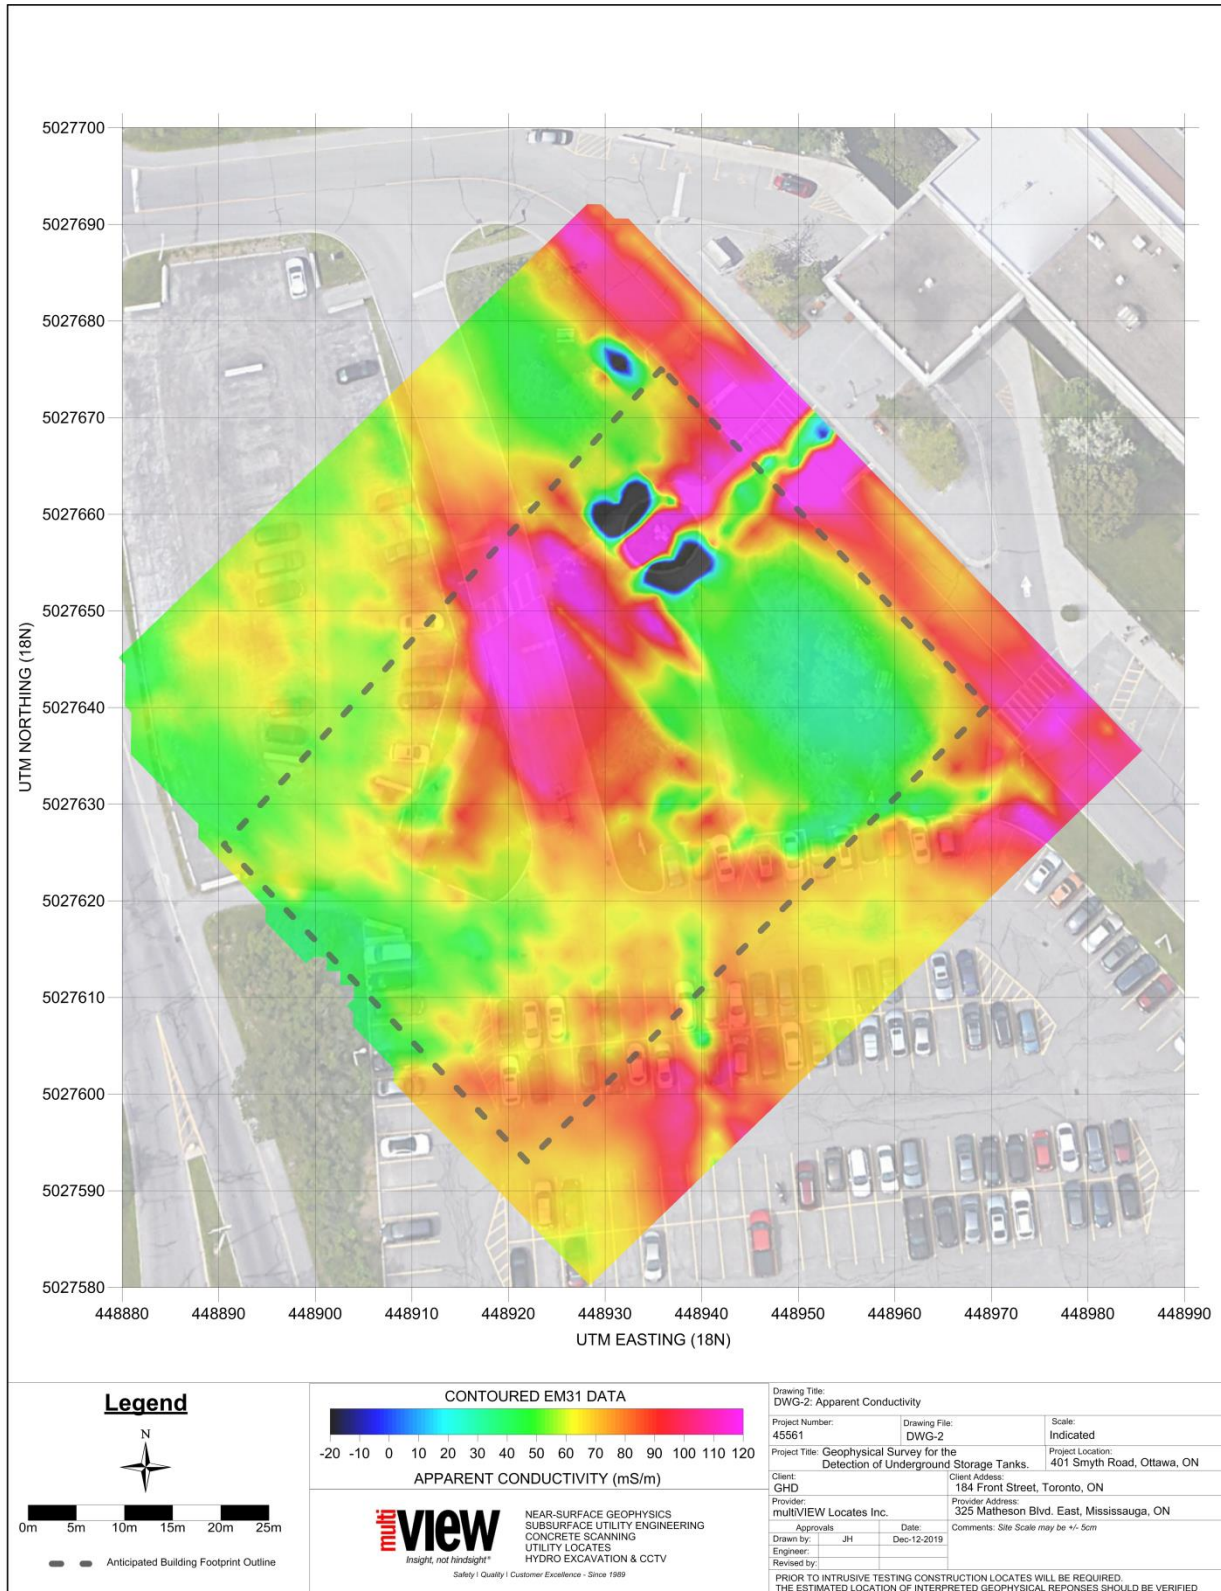 5027700
5027690
5027680
5027670
5027660
5027650
5027640
5027630
5027620
5027610
5027600
5027590
5027580
UTM NORTHING (18N)
448880 448890 448900 448910 448920 448930 448940 448950 448960 448970 448980 448990
UTM EASTING (18N)
Legend
N
0m 5m 10m 15m 20m 25m
Anticipated Building Footprint Outline
CONTOURED EM31 DATA
-20 -10 0 10 20 30 40 50 60 70 80 90 100 110 120
APPARENT CONDUCTIVITY (mS/m)
multiVIEW
Insight, not hindsight®
NEAR-SURFACE GEOPHYSICS
SUBSURFACE UTILITY ENGINEERING
CONCRETE SCANNING
UTILITY LOCATES
HYDRO EXCAVATION & CCTV
Safety | Quality | Customer Excellence - Since 1989
Drawing Title:
DWG-2: Apparent Conductivity
Project Number: Drawing File: Scale:
45561 DWG-2 Indicated
Project Title: Geophysical Survey for the Project Location:
Detection of Underground Storage Tanks. 401 Smyth Road, Ottawa, ON
Client: Client Addess:
GHD 184 Front Street, Toronto, ON
Provider: Provider Address:
multiVIEW Locates Inc. 325 Matheson Blvd. East, Mississauga, ON
Approvals Date: Comments: Site Scale may be +/- 5cm
Drawn by: JH Dec-12-2019
Engineer:
Revised by:
PRIOR TO INTRUSIVE TESTING CONSTRUCTION LOCATES WILL BE REQUIRED.
THE ESTIMATED LOCATION OF INTERPRETED GEOPHYSICAL REPONSES SHOULD BE VERIFIED